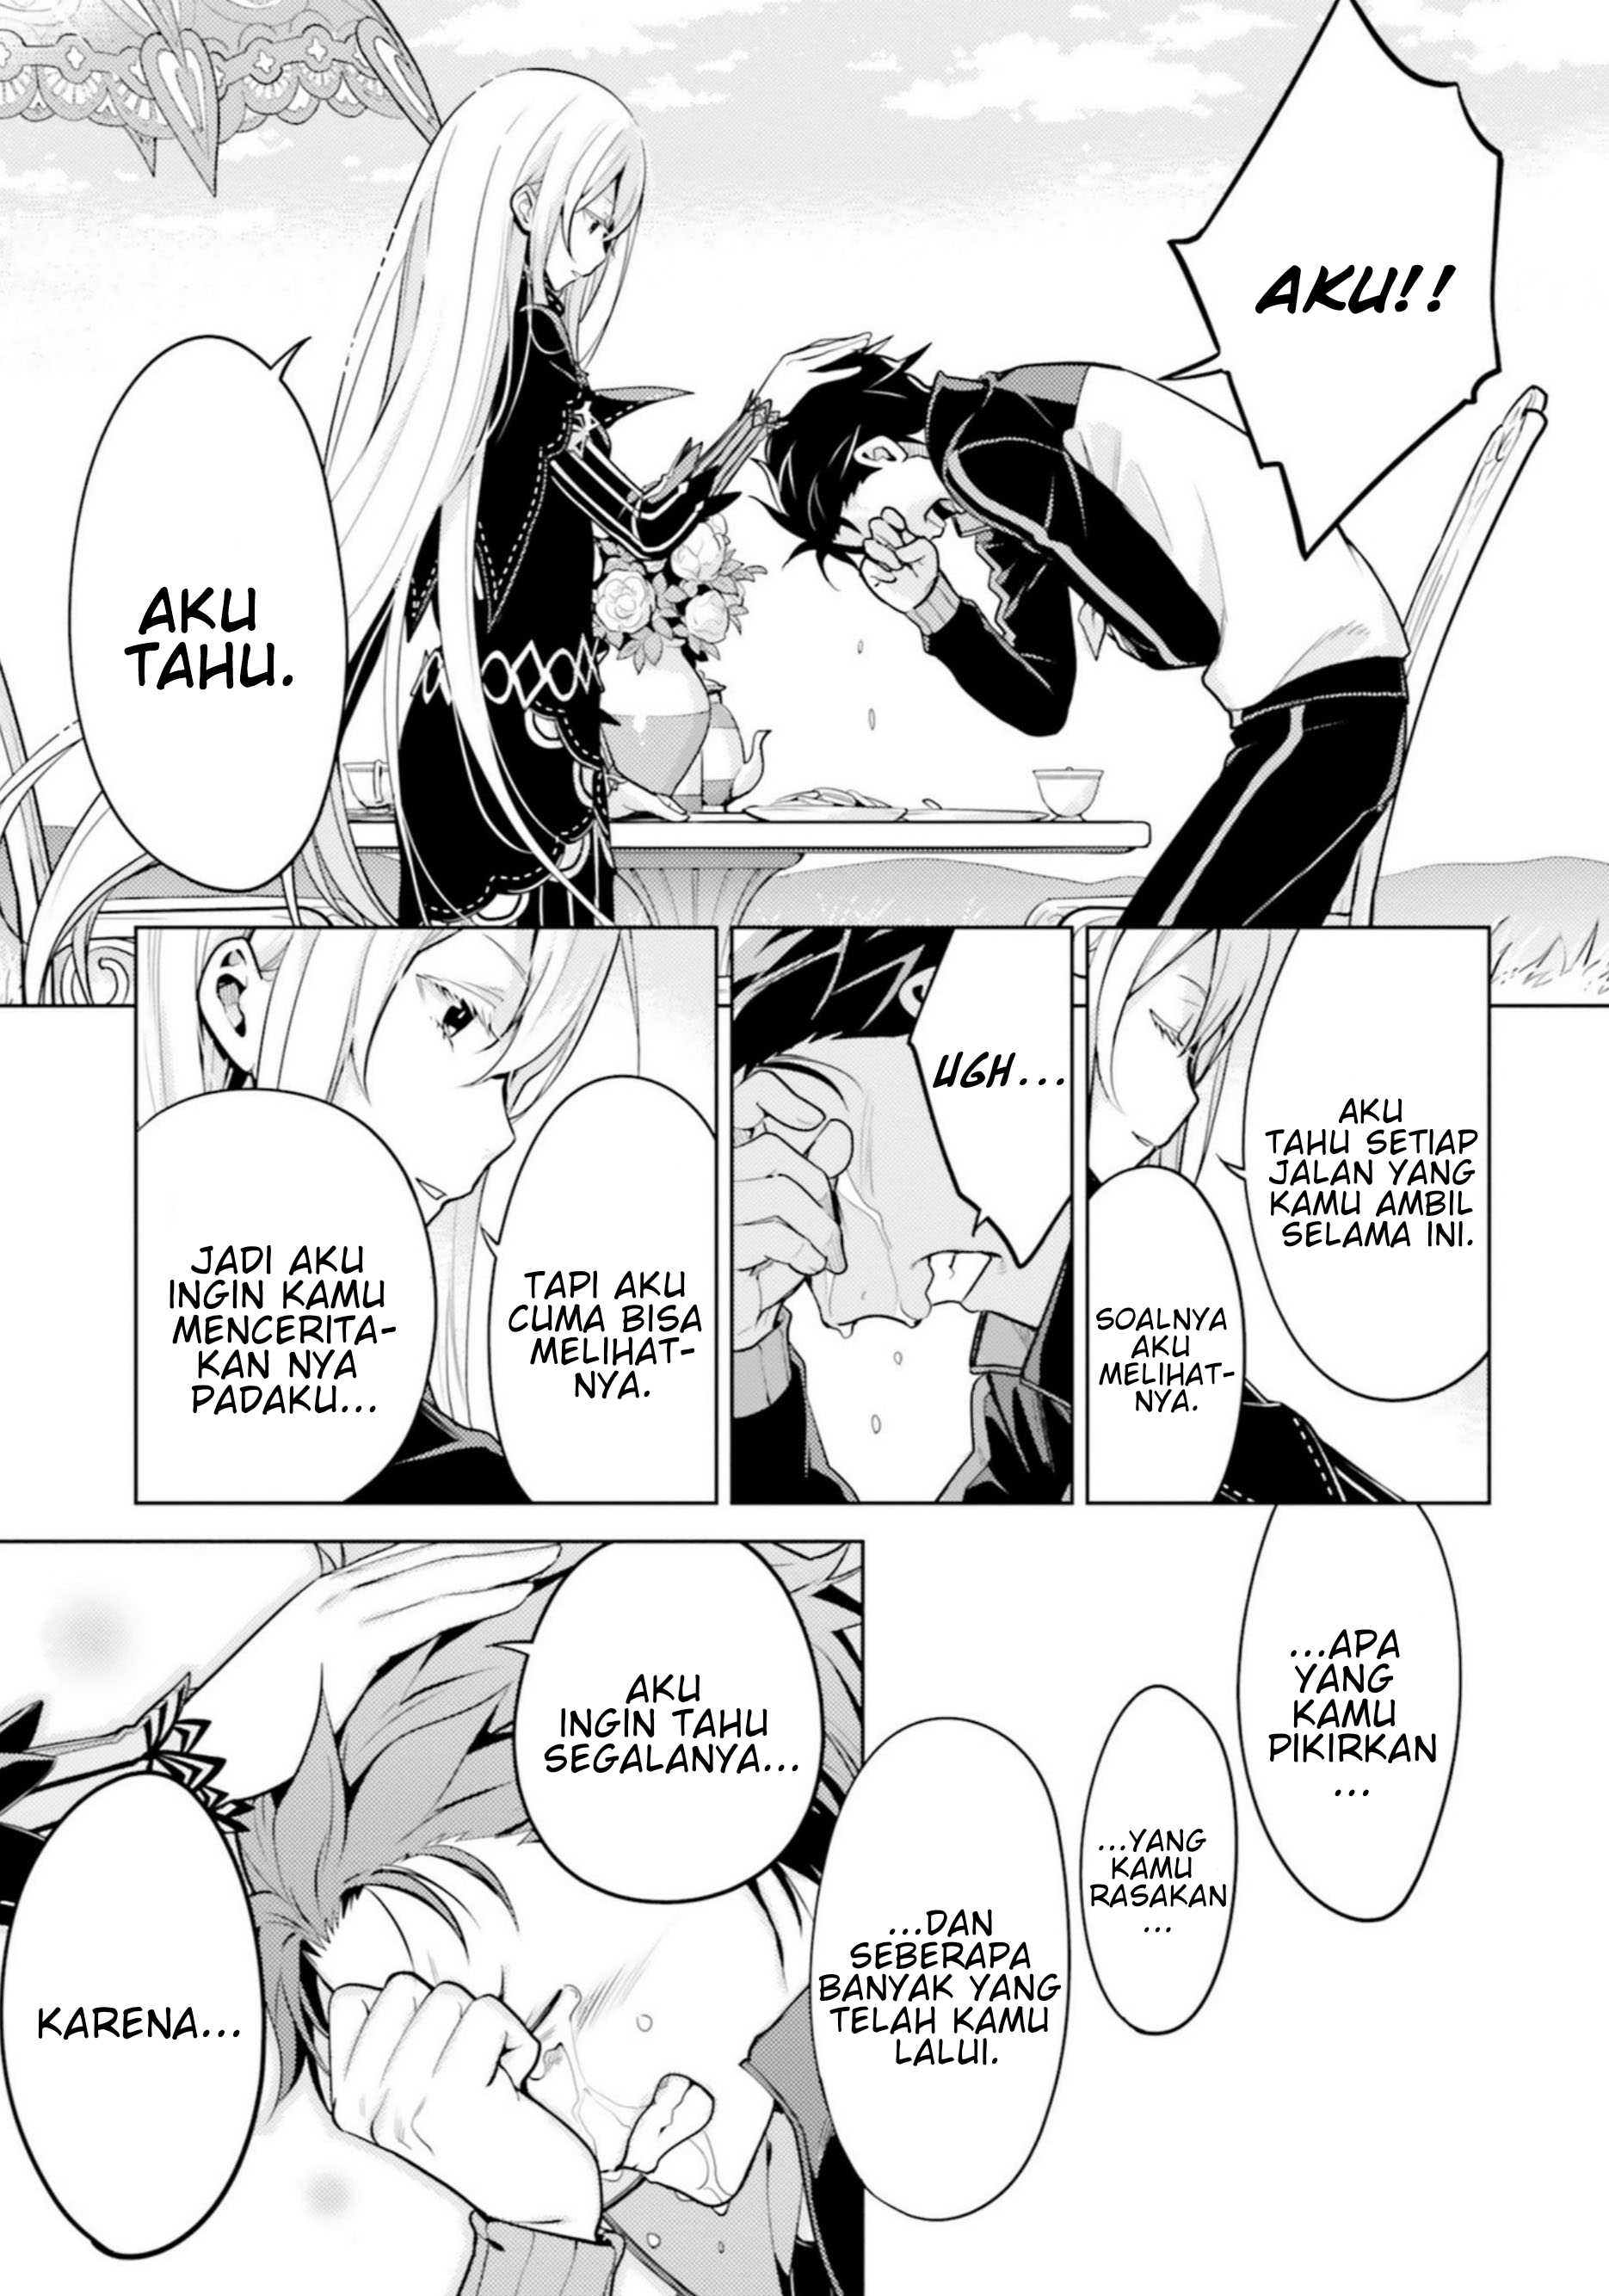 AKU!!
AKU
TAHU.
AKU
TAHU SETIAP
JALAN YANG
KAMU AMBIL
SELAMA INI.
SOALNYA
AKU
MELIHAT-
NYA.
UGH...
TAPI AKU
CUMA BISA
MELIHAT-
NYA.
JADI AKU
INGIN KAMU
MENCERITA-
KAN NYA
PADAKU...
...APA
YANG
KAMU
PIKIRKAN
...
...YANG
KAMU
RASAKAN
...
...DAN
SEBERAPA
BANYAK YANG
TELAH KAMU
LALUI.
AKU
INGIN TAHU
SEGALANYA...
KARENA...